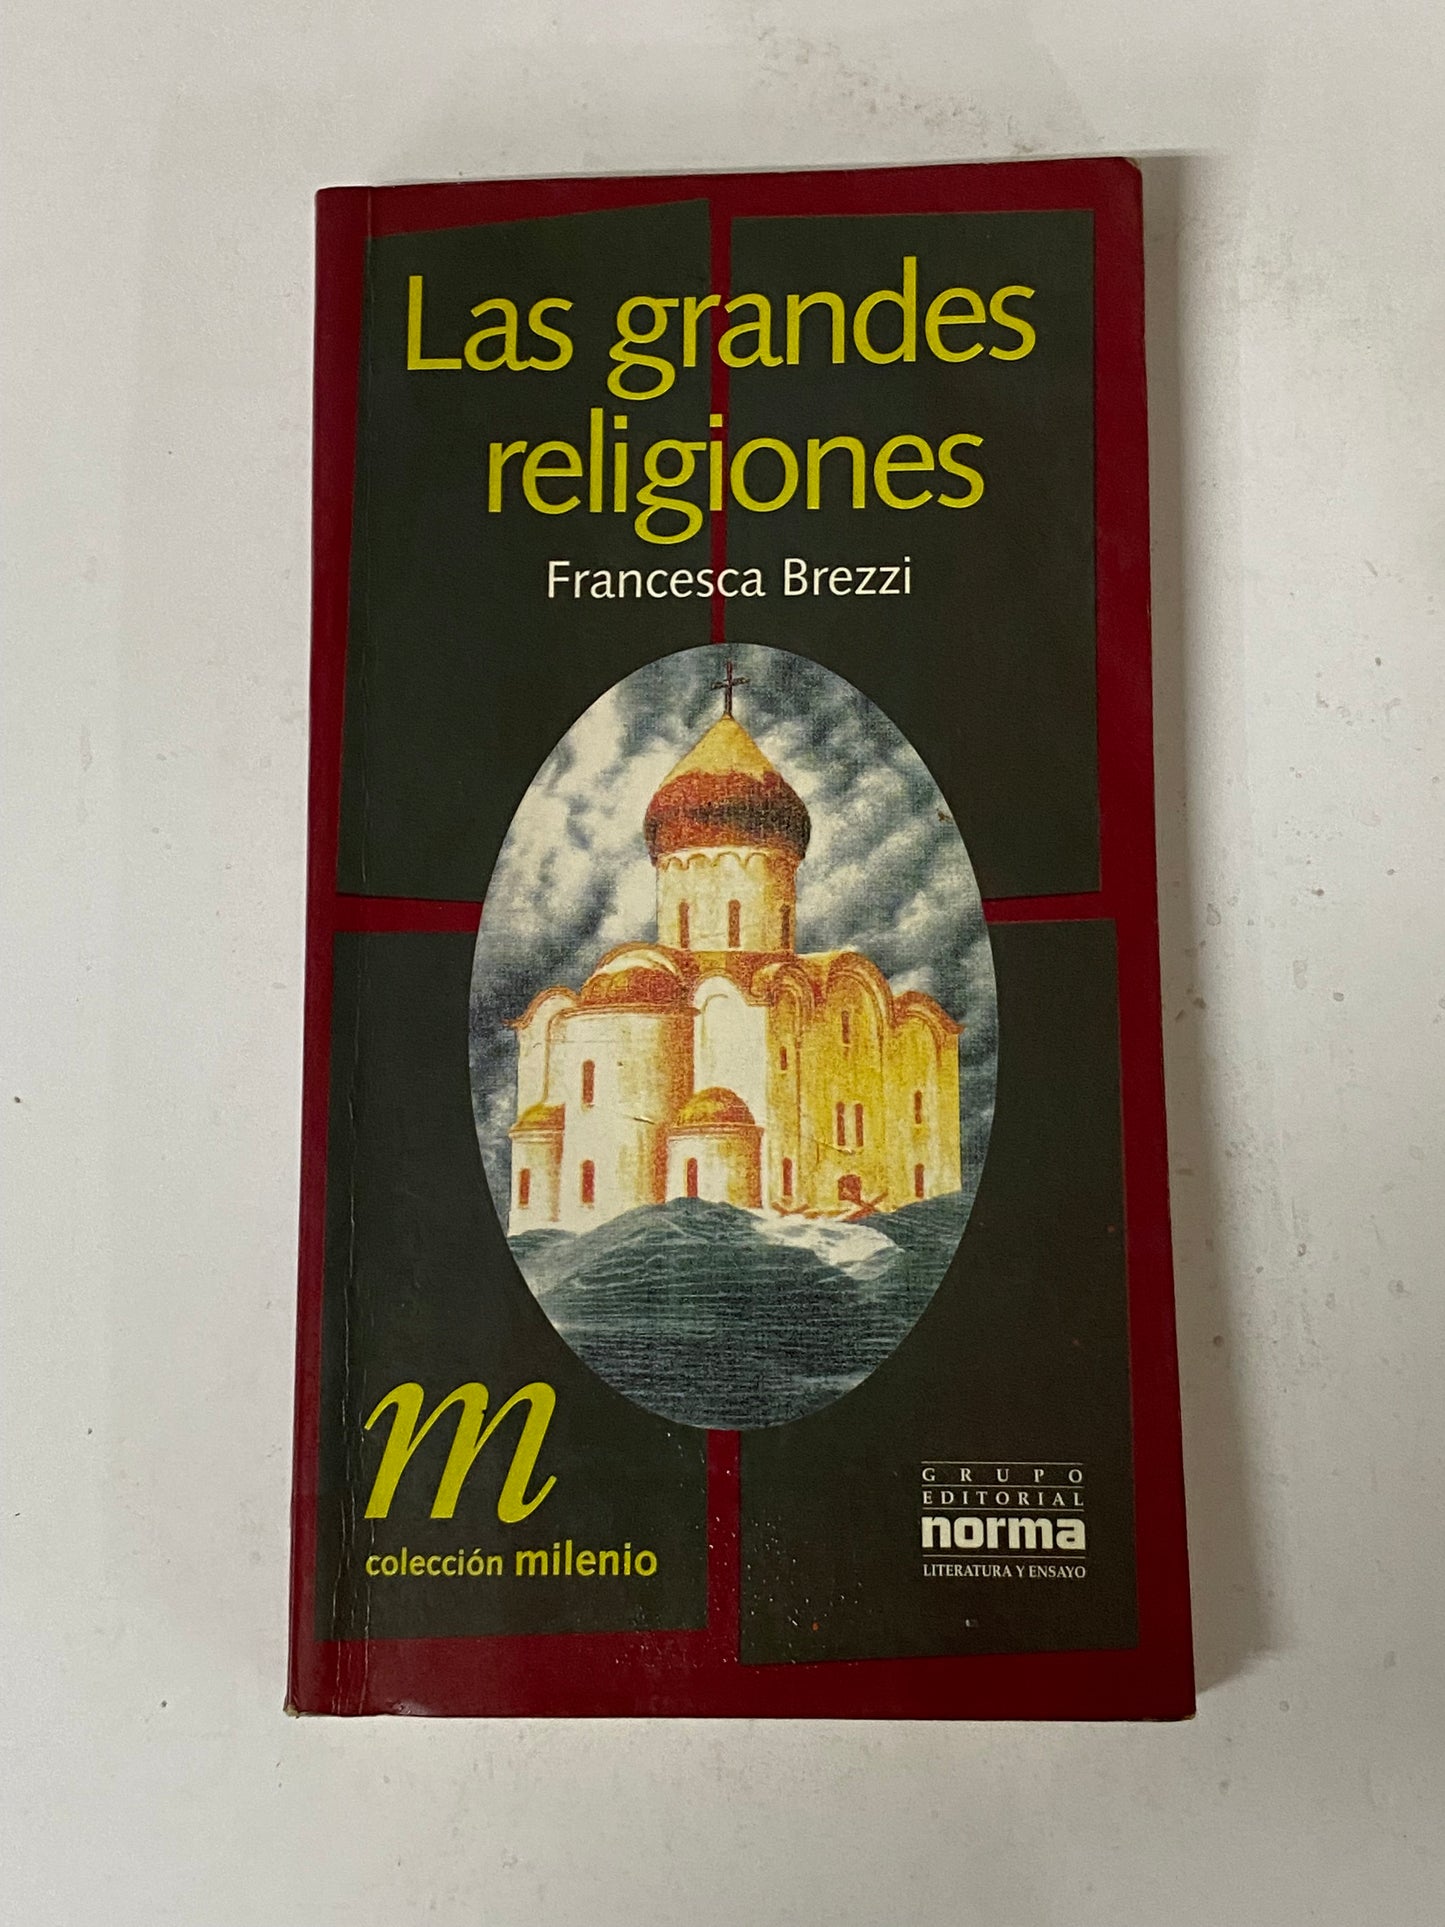 Las grandes
religiones
Francesca Brezzi
m
colección milenio
GRUPO
EDITORIAL
norma
LITERATURA Y ENSAYO